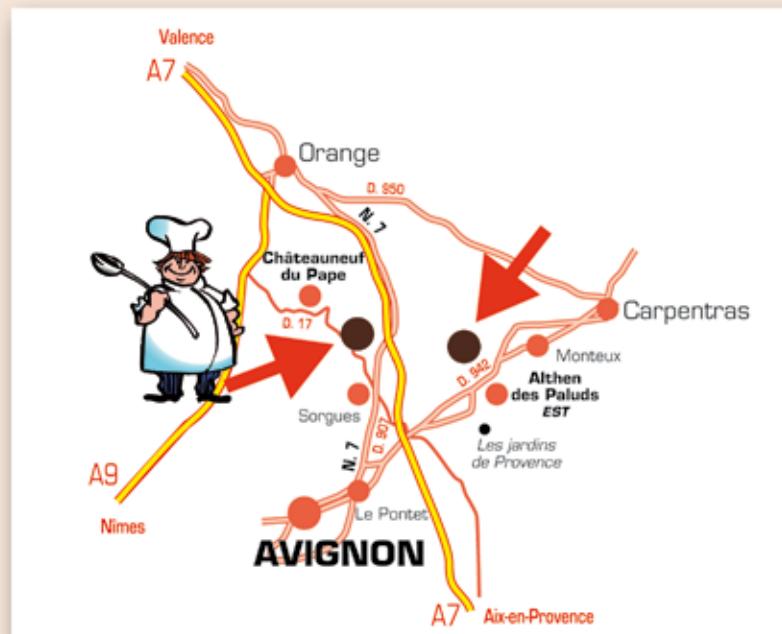 Valence
A7
Orange
D. 950
N. 7
Châteauneuf
du Pape
D. 17
Carpentras
Monteux
D. 942
Althen
des Paluds
EST
Sorgues
Les jardins
de Provence
D. 907
N. 7
A9
Nîmes
Le Pontet
AVIGNON
A7
Aix-en-Provence